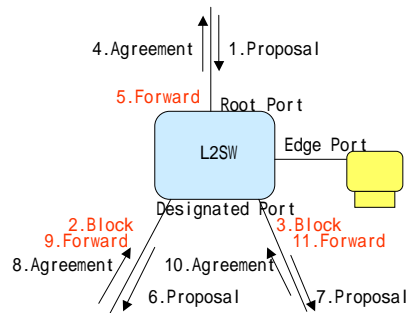 4.Agreement
1.Proposal
5.Forward
Root Port
Edge Port
L2SW
Designated Port
2.Block
3.Block
9.Forward
11.Forward
8.Agreement
10.Agreement
6.Proposal
7.Proposal